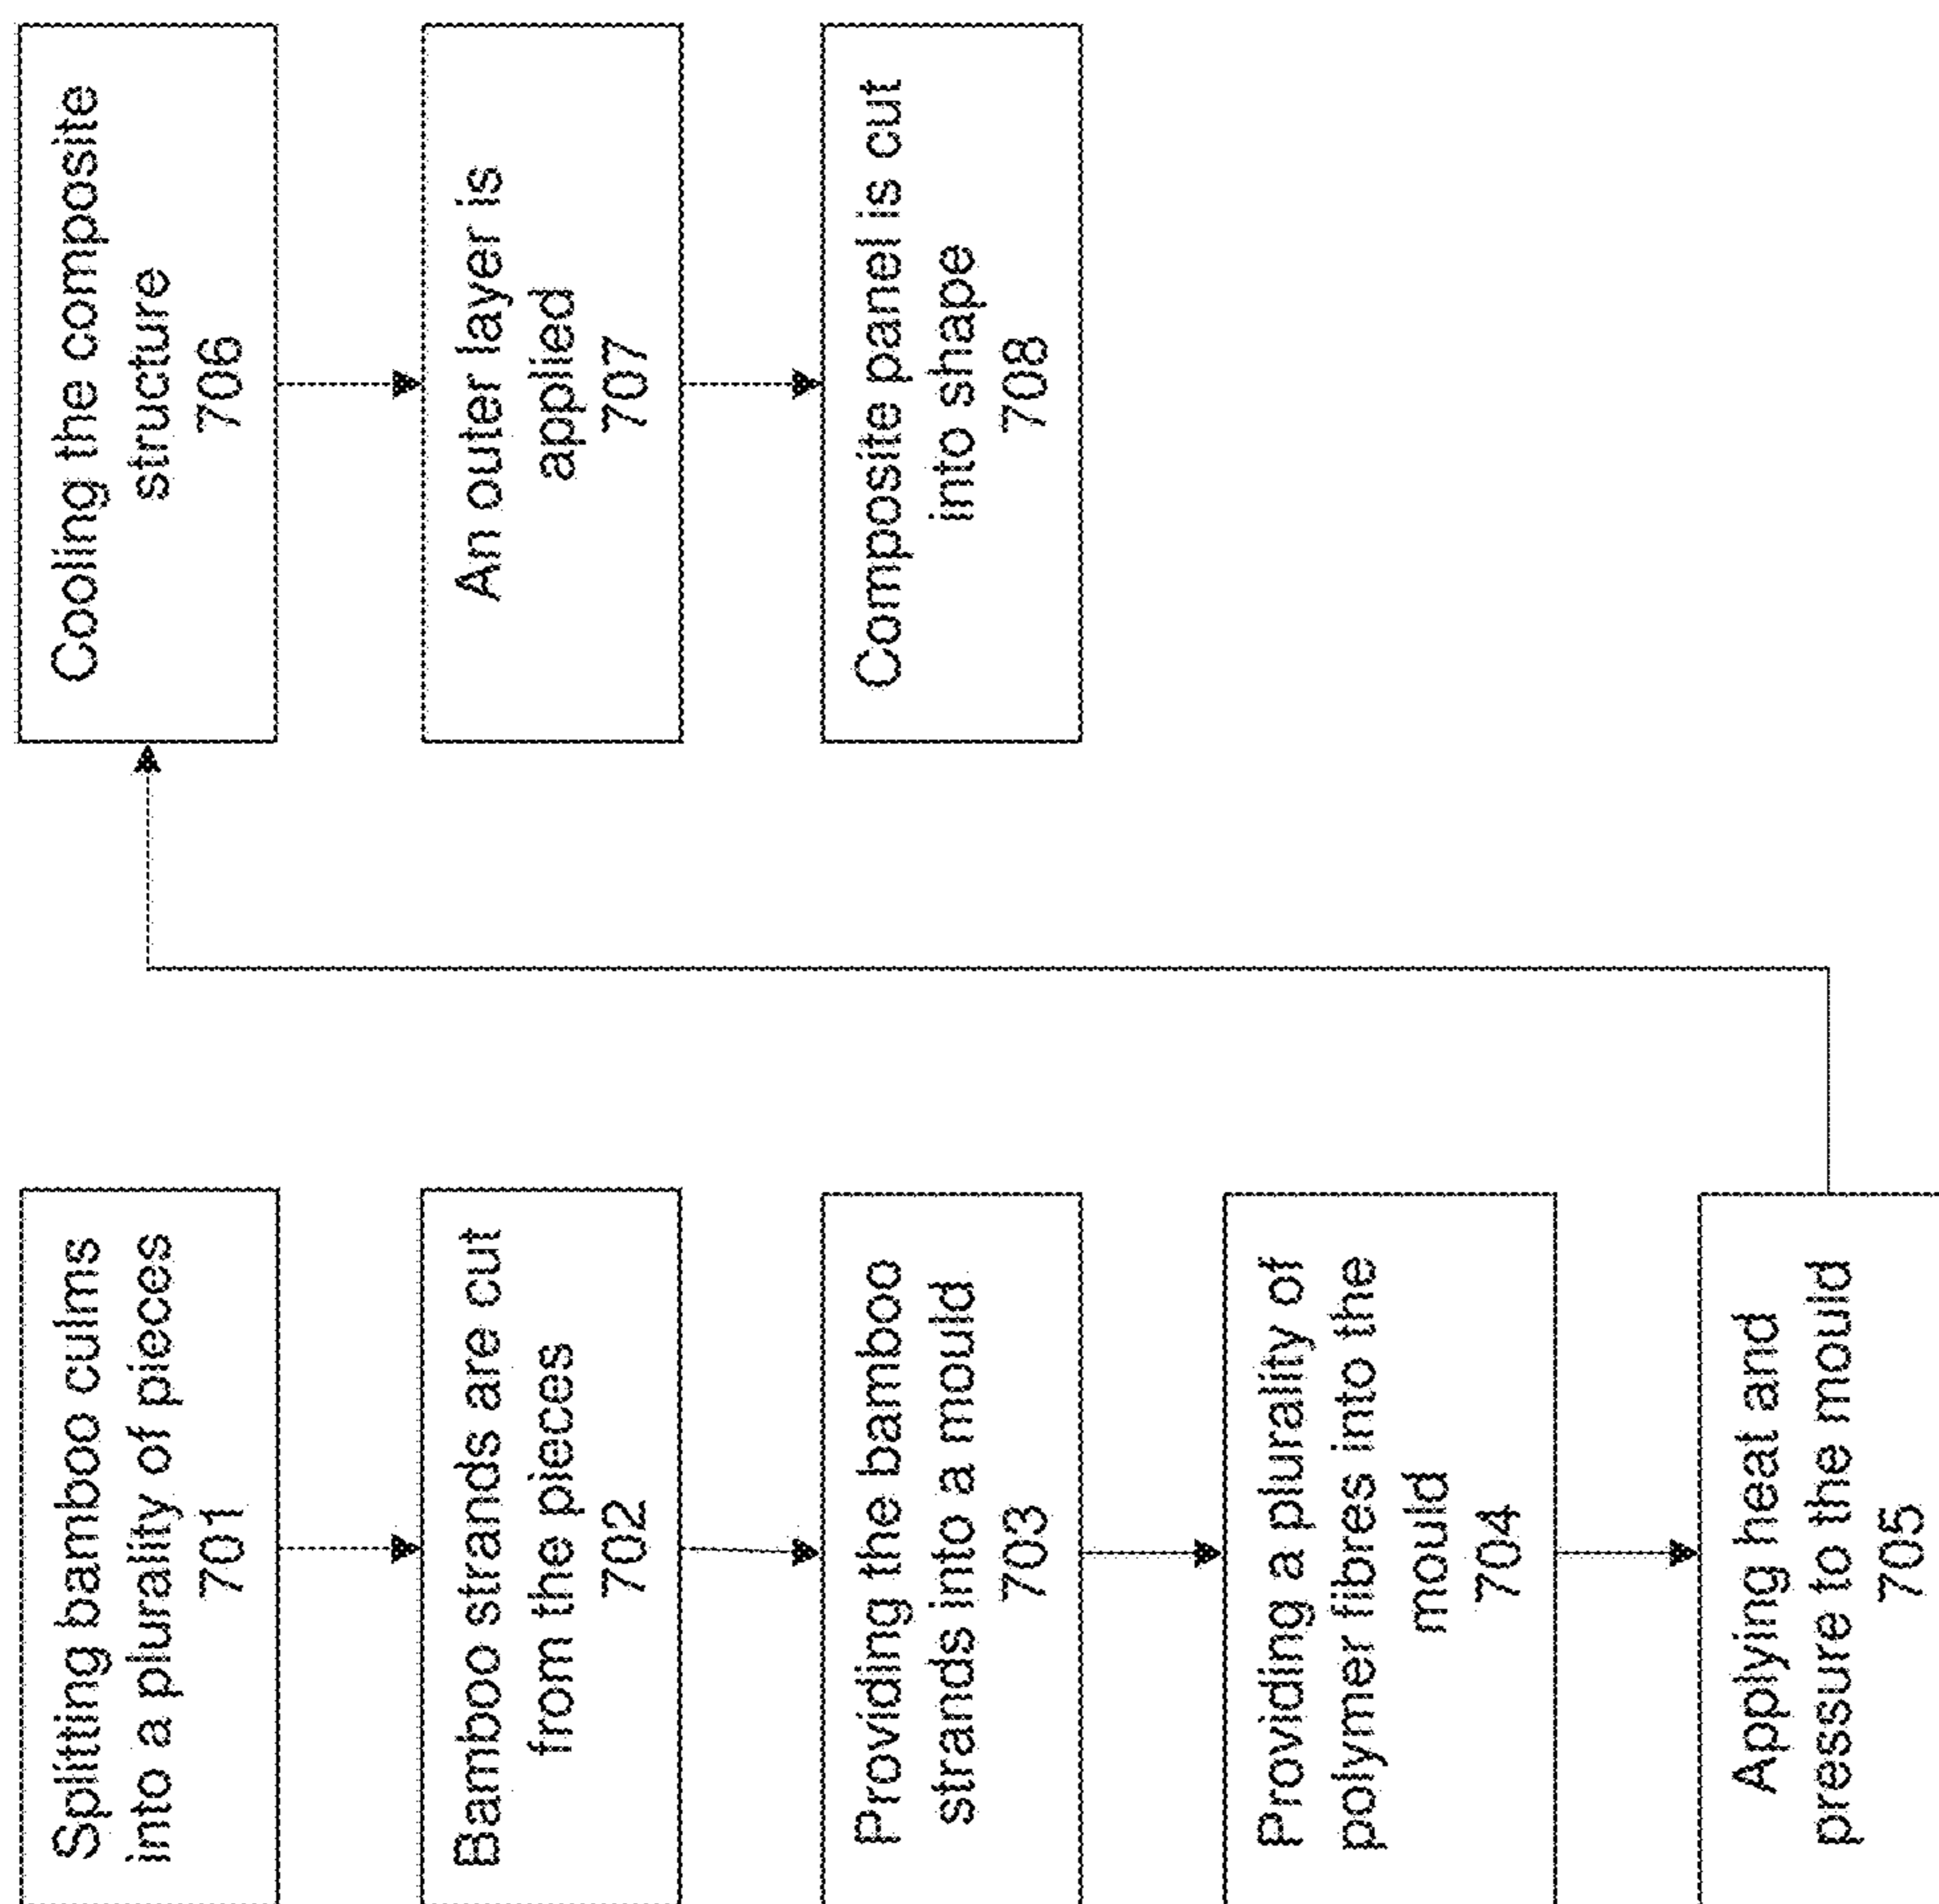 Splitting bamboo culms
into a plurality of pieces
701
Bamboo strands are cut
from the pieces
702
Providing the bamboo
strands into a mould
703
Providing a plurality of
polymer fibres into the
mould
704
Applying heat and
pressure to the mould
705
Cooling the composite
structure
706
An outer layer is
applied
707
Composite panel is cut
into shape
708